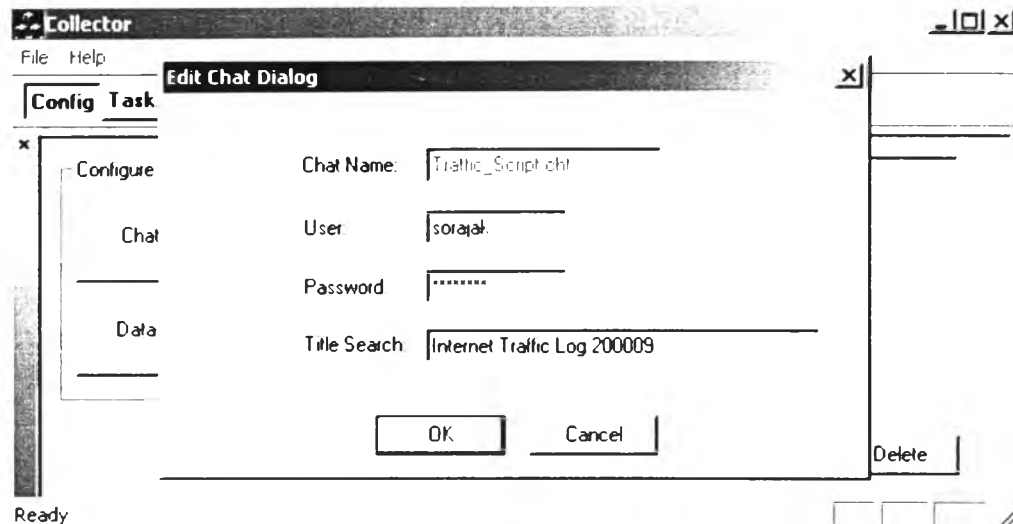 Collector
File Help
Edit Chat Dialog
Config Task
Configure
Chat Name: Traffic_Script.cht
Chat
User: sorajak
Password ********
Data
Title Search: Internet Traffic Log 200009
OK Cancel
Delete
Ready